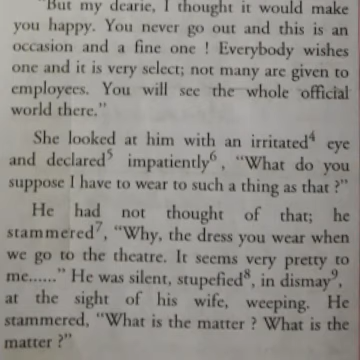 "But my dearie, I thought it would make
you happy. You never go out and this is an
occasion and a fine one ! Everybody wishes
one and it is very select; not many are given to
employees. You will see the whole official
world there."
She looked at him with an irritated⁴ eye
and declared⁵ impatiently⁶, "What do you
suppose I have to wear to such a thing as that ?"
He had not thought of that; he
stammered⁷, "Why, the dress you wear when
we go to the theatre. It seems very pretty to
me......" He was silent, stupefied⁸, in dismay⁹,
at the sight of his wife, weeping. He
stammered, "What is the matter ? What is the
matter ?"